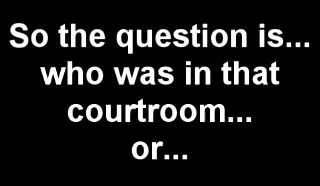 So the question is...
who was in that
courtroom...
or...